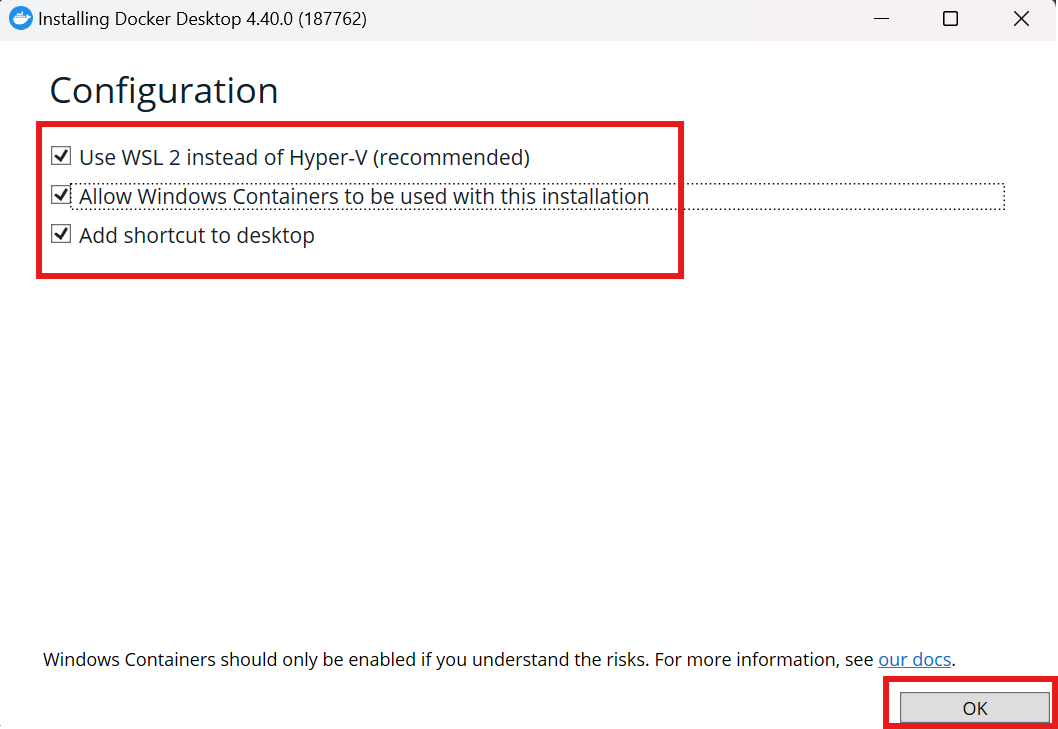 Installing Docker Desktop 4.40.0 (187762)
Configuration
Use WSL 2 instead of Hyper-V (recommended)
Allow Windows Containers to be used with this installation
Add shortcut to desktop
Windows Containers should only be enabled if you understand the risks. For more information, see our docs.
OK